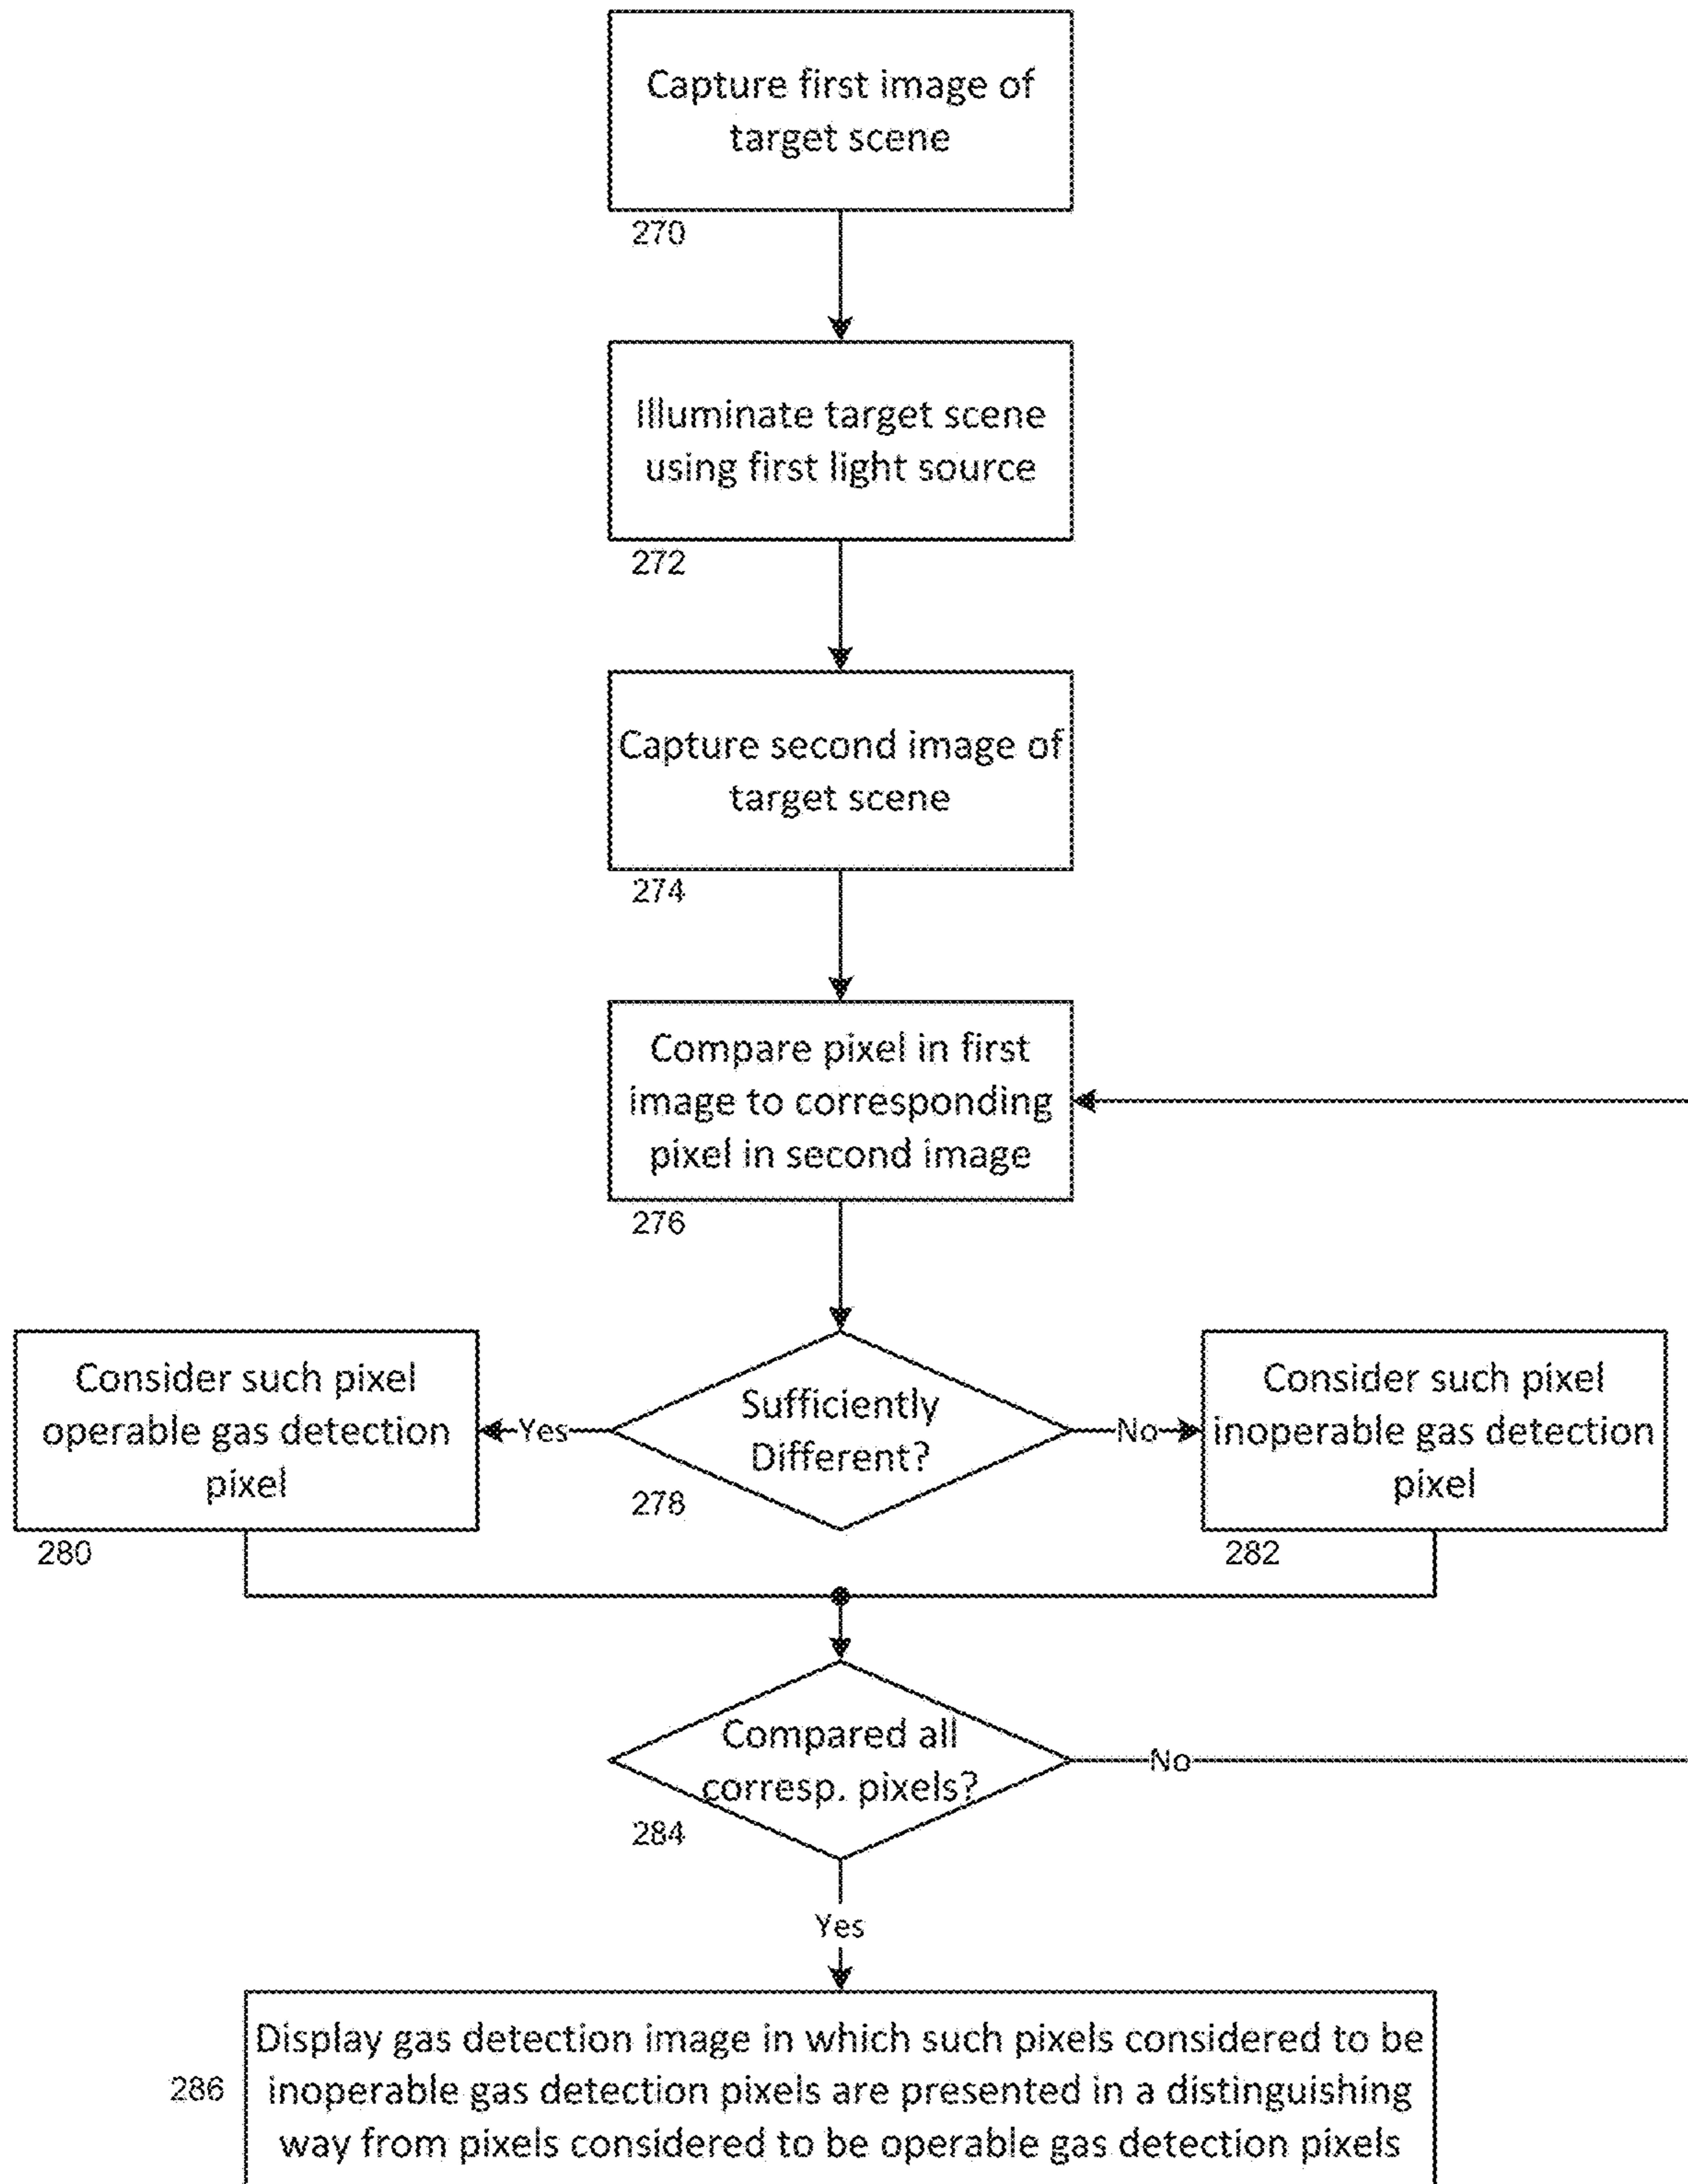 Capture first image of
target scene
270
Illuminate target scene
using first light source
272
Capture second image of
target scene
274
Compare pixel in first
image to corresponding
pixel in second image
276
Sufficiently
Different?
278
Yes
No
Consider such pixel
operable gas detection
pixel
280
Consider such pixel
inoperable gas detection
pixel
282
Compared all
corresp. pixels?
284
No
Yes
Display gas detection image in which such pixels considered to be
inoperable gas detection pixels are presented in a distinguishing
way from pixels considered to be operable gas detection pixels
286